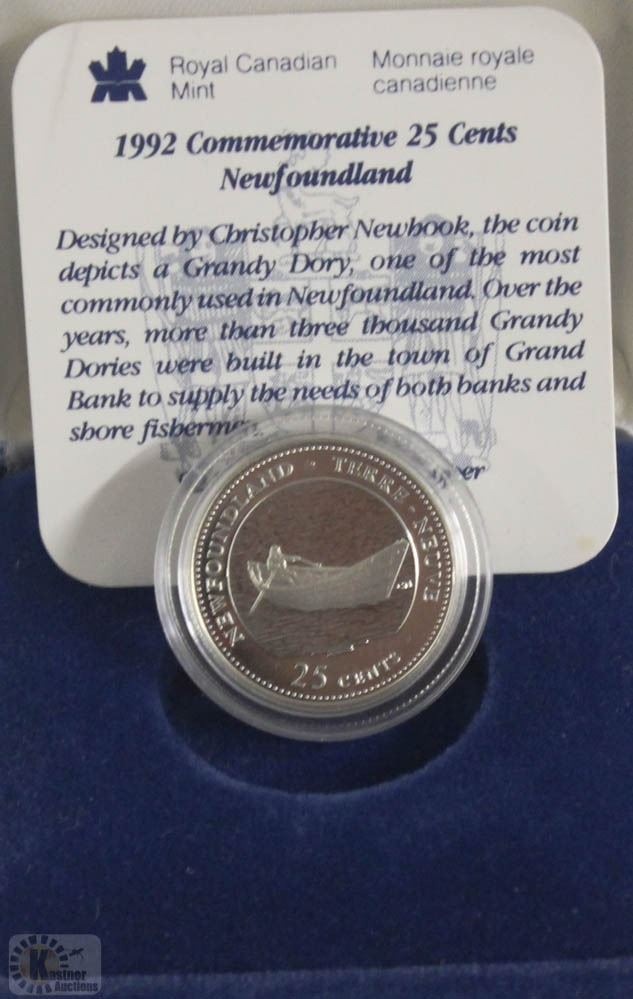 Royal Canadian Mint
Monnaie royale canadienne
1992 Commemorative 25 Cents
Newfoundland
Designed by Christopher Newhook, the coin
depicts a Grandy Dory, one of the most
commonly used in Newfoundland. Over the
years, more than three thousand Grandy
Dories were built in the town of Grand
Bank to supply the needs of both banks and
shore
NEWFOUNDLAND · TERRE-NEUVE
25 CENTS
Kastner
Auctions